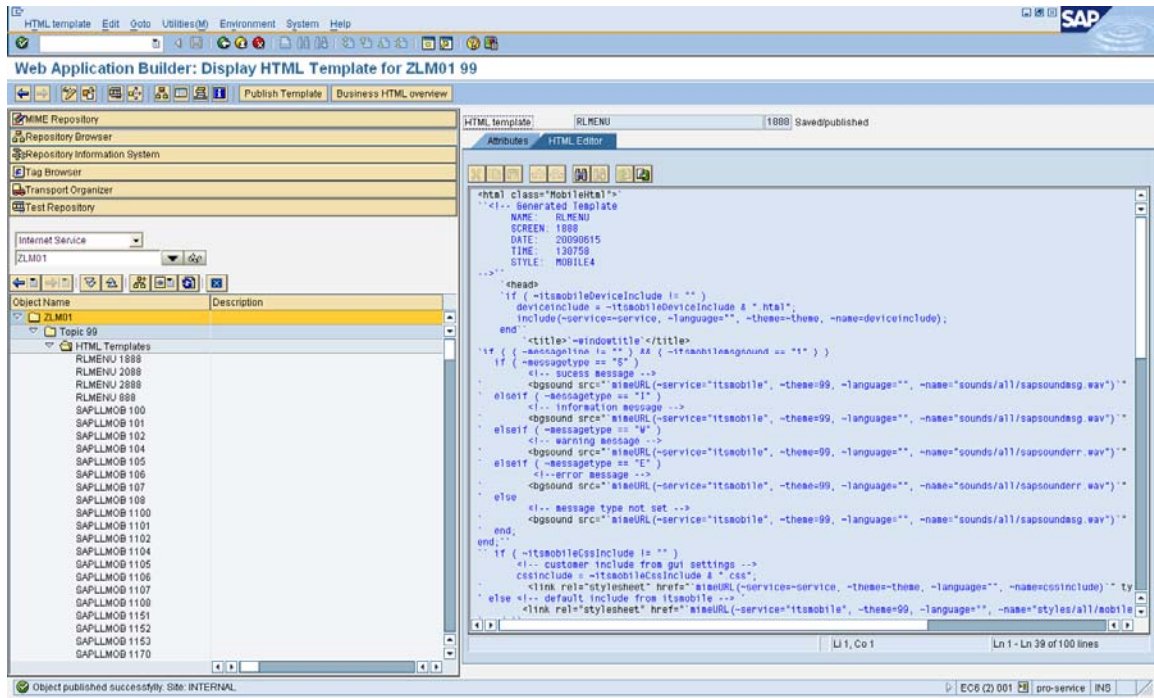 HTML template Edit Goto Utilities(M) Environment System Help
SAP
Web Application Builder: Display HTML Template for ZLM01 99
Publish Template Business HTML overview
MIME Repository
Repository Browser
Repository Information System
Tag Browser
Transport Organizer
Test Repository
Internet Service
ZLM01
Object Name Description
ZLM01
Topic 99
HTML Templates
RLMENU 1888
RLMENU 2088
RLMENU 2888
RLMENU 888
SAPLLMOB 100
SAPLLMOB 101
SAPLLMOB 102
SAPLLMOB 104
SAPLLMOB 105
SAPLLMOB 106
SAPLLMOB 107
SAPLLMOB 108
SAPLLMOB 1100
SAPLLMOB 1101
SAPLLMOB 1102
SAPLLMOB 1104
SAPLLMOB 1105
SAPLLMOB 1106
SAPLLMOB 1107
SAPLLMOB 1108
SAPLLMOB 1151
SAPLLMOB 1152
SAPLLMOB 1153
SAPLLMOB 1170
HTML template RLMENU 1888 Saved/published
Attributes HTML Editor
<html class="MobileHtml">`
``<!-- Generated Template
NAME: RLMENU
SCREEN: 1888
DATE: 20090615
TIME: 130758
STYLE: MOBILE4
-->``
`<head>
`if ( ~itsmobileDeviceInclude != "" )
deviceinclude = ~itsmobileDeviceInclude & ".html";
include(~service=~service, ~language="", ~theme=~theme, ~name=deviceinclude);
end``
`<title>`~windowtitle`</title>
`if ( ( ~messageline != "" ) && ( ~itsmobilemsgsound == "1" ) )
if ( ~messagetype == "S" )
<!-- sucess message -->
` <bgsound src="`mimeURL(~service="itsmobile", ~theme=99, ~language="", ~name="sounds/all/sapsoundmsg.wav")`"
` elseif ( ~messagetype == "I" )
<!-- information message -->
` <bgsound src="`mimeURL(~service="itsmobile", ~theme=99, ~language="", ~name="sounds/all/sapsoundmsg.wav")`"
` elseif ( ~messagetype == "W" )
<!-- warning message -->
` <bgsound src="`mimeURL(~service="itsmobile", ~theme=99, ~language="", ~name="sounds/all/sapsounderr.wav")`"
` elseif ( ~messagetype == "E" )
<!--error message -->
` <bgsound src="`mimeURL(~service="itsmobile", ~theme=99, ~language="", ~name="sounds/all/sapsounderr.wav")`"
` else
<!-- message type not set -->
` <bgsound src="`mimeURL(~service="itsmobile", ~theme=99, ~language="", ~name="sounds/all/sapsoundmsg.wav")`"
` end;
end;``
`` if ( ~itsmobileCssInclude != "" )
<!-- customer include from gui settings -->
cssinclude = ~itsmobileCssInclude & ".css";
` <link rel="stylesheet" href="`mimeURL(~service=~service, ~theme=~theme, ~language="", ~name=cssinclude)`" ty
` else <!-- default include from itsmobile --> `
<link rel="stylesheet" href="`mimeURL(~service="itsmobile", ~theme=99, ~language="", ~name="styles/all/mobile
Li 1, Co 1 Ln 1 - Ln 39 of 100 lines
Object published successfylly. Site: INTERNAL EC6 (2) 001 pro-service INS